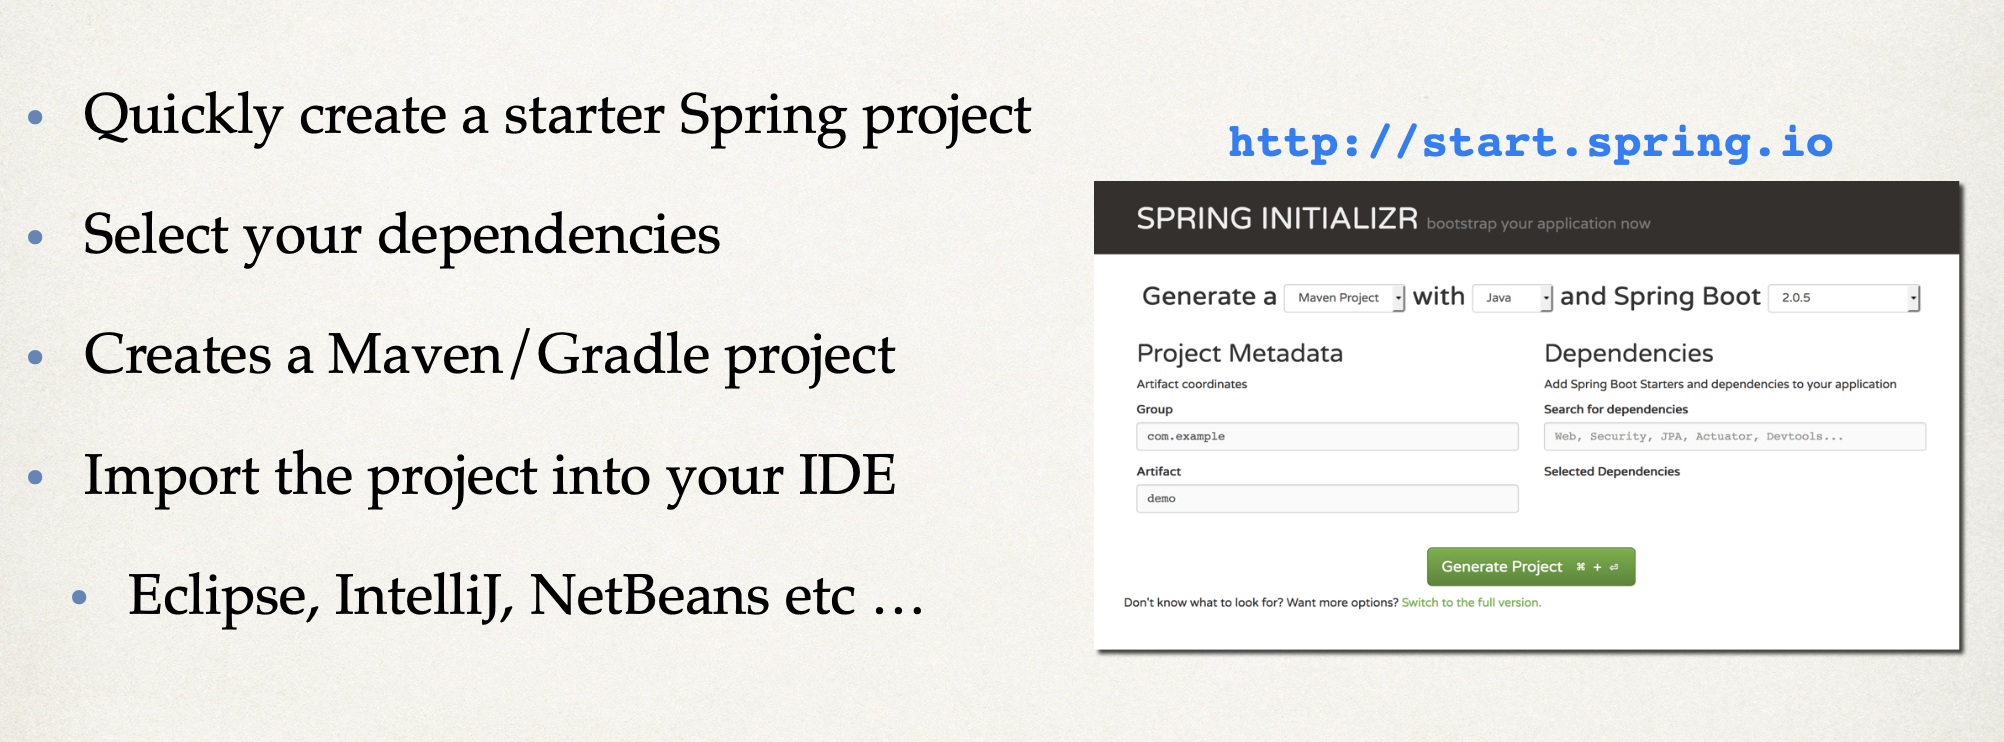 • Quickly create a starter Spring project
• Select your dependencies
• Creates a Maven/Gradle project
• Import the project into your IDE
• Eclipse, IntelliJ, NetBeans etc …
http://start.spring.io
SPRING INITIALIZR bootstrap your application now
Generate a Maven Project with Java and Spring Boot 2.0.5
Project Metadata
Artifact coordinates
Group
com.example
Artifact
demo
Dependencies
Add Spring Boot Starters and dependencies to your application
Search for dependencies
Web, Security, JPA, Actuator, Devtools...
Selected Dependencies
Generate Project ⌘ + ⏎
Don't know what to look for? Want more options? Switch to the full version.